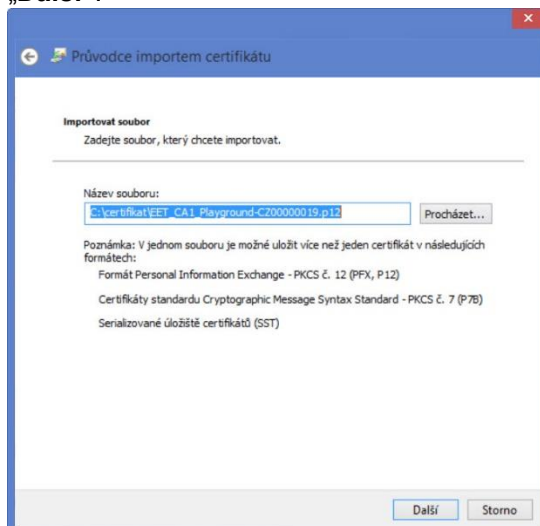 Průvodce importem certifikátu
Importovat soubor
Zadejte soubor, který chcete importovat.
Název souboru:
C:\certifikat\EET_CA1_Playground-CZ00000019.p12
Procházet...
Poznámka: V jednom souboru je možné uložit více než jeden certifikát v následujících
formátech:
Formát Personal Information Exchange - PKCS č. 12 (PFX, P12)
Certifikáty standardu Cryptographic Message Syntax Standard - PKCS č. 7 (P7B)
Serializované úložiště certifikátů (SST)
Další
Storno